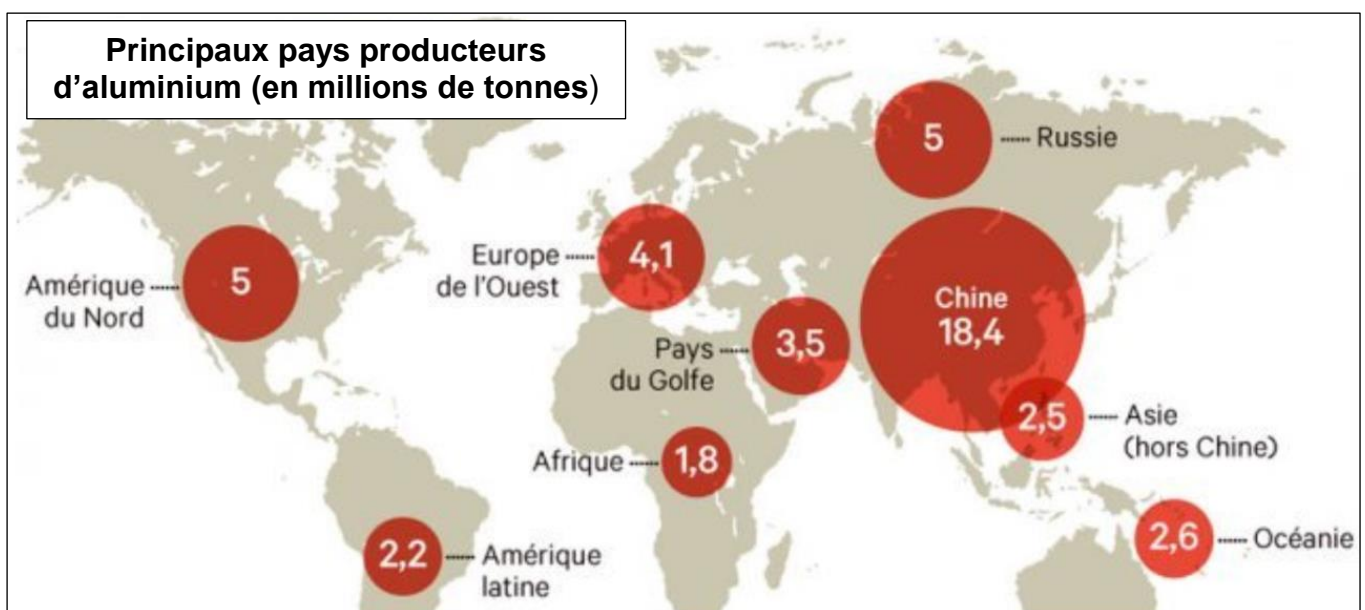 Principaux pays producteurs
d’aluminium (en millions de tonnes)
5
Russie
Europe
de l'Ouest
4,1
Amérique
du Nord
5
Chine
18,4
Pays
du Golfe
3,5
2,5
Asie
(hors Chine)
Afrique
1,8
2,2
Amérique
latine
2,6
Océanie